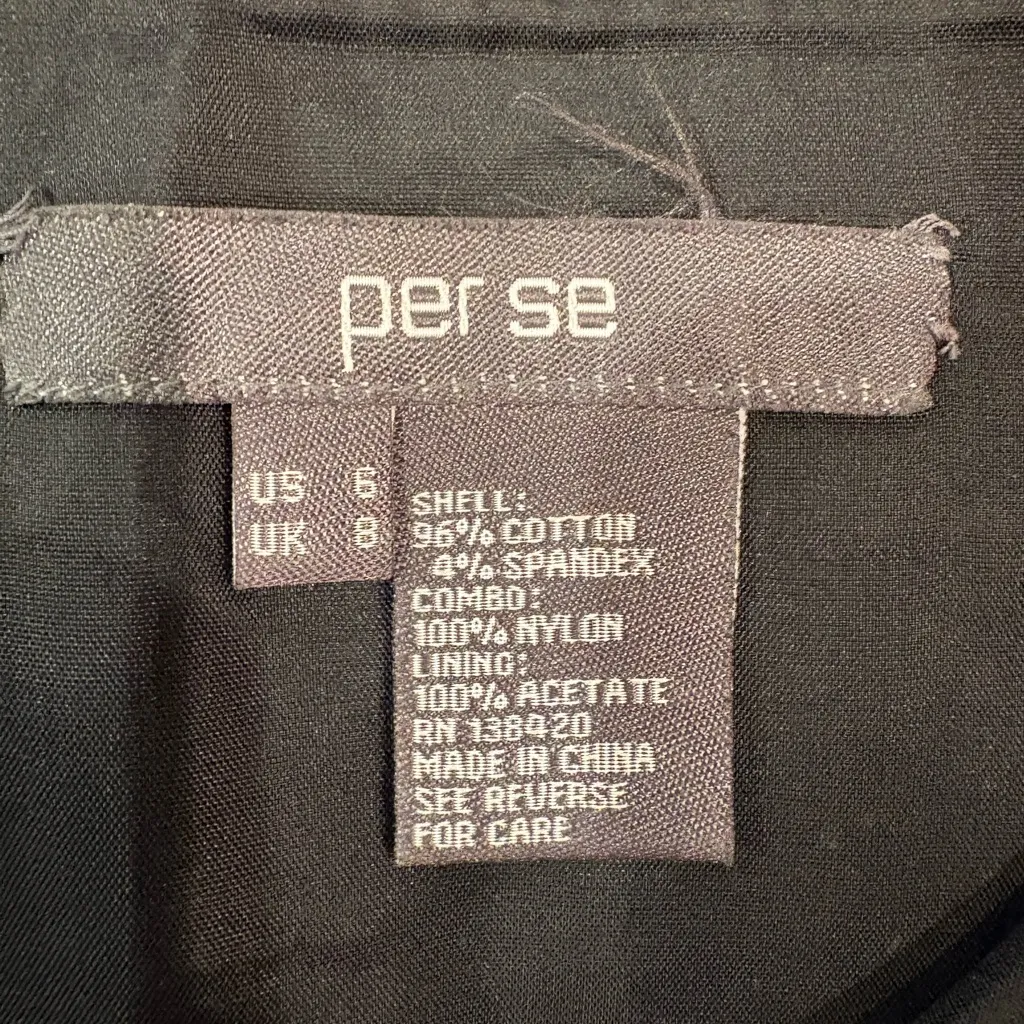 per se
US 6
UK 8
SHELL:
96% COTTON
4% SPANDEX
COMBO:
100% NYLON
LINING:
100% ACETATE
RN 138420
MADE IN CHINA
SEE REVERSE
FOR CARE